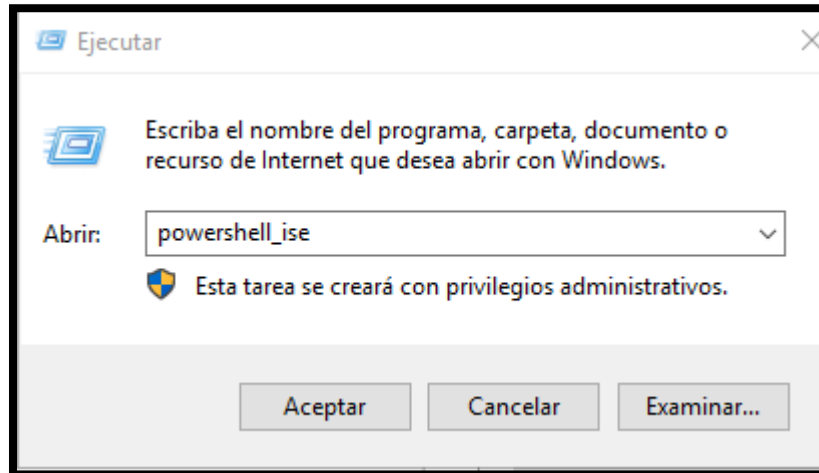 Ejecutar
Escriba el nombre del programa, carpeta, documento o
recurso de Internet que desea abrir con Windows.
Abrir: powershell_ise
Esta tarea se creará con privilegios administrativos.
Aceptar Cancelar Examinar...